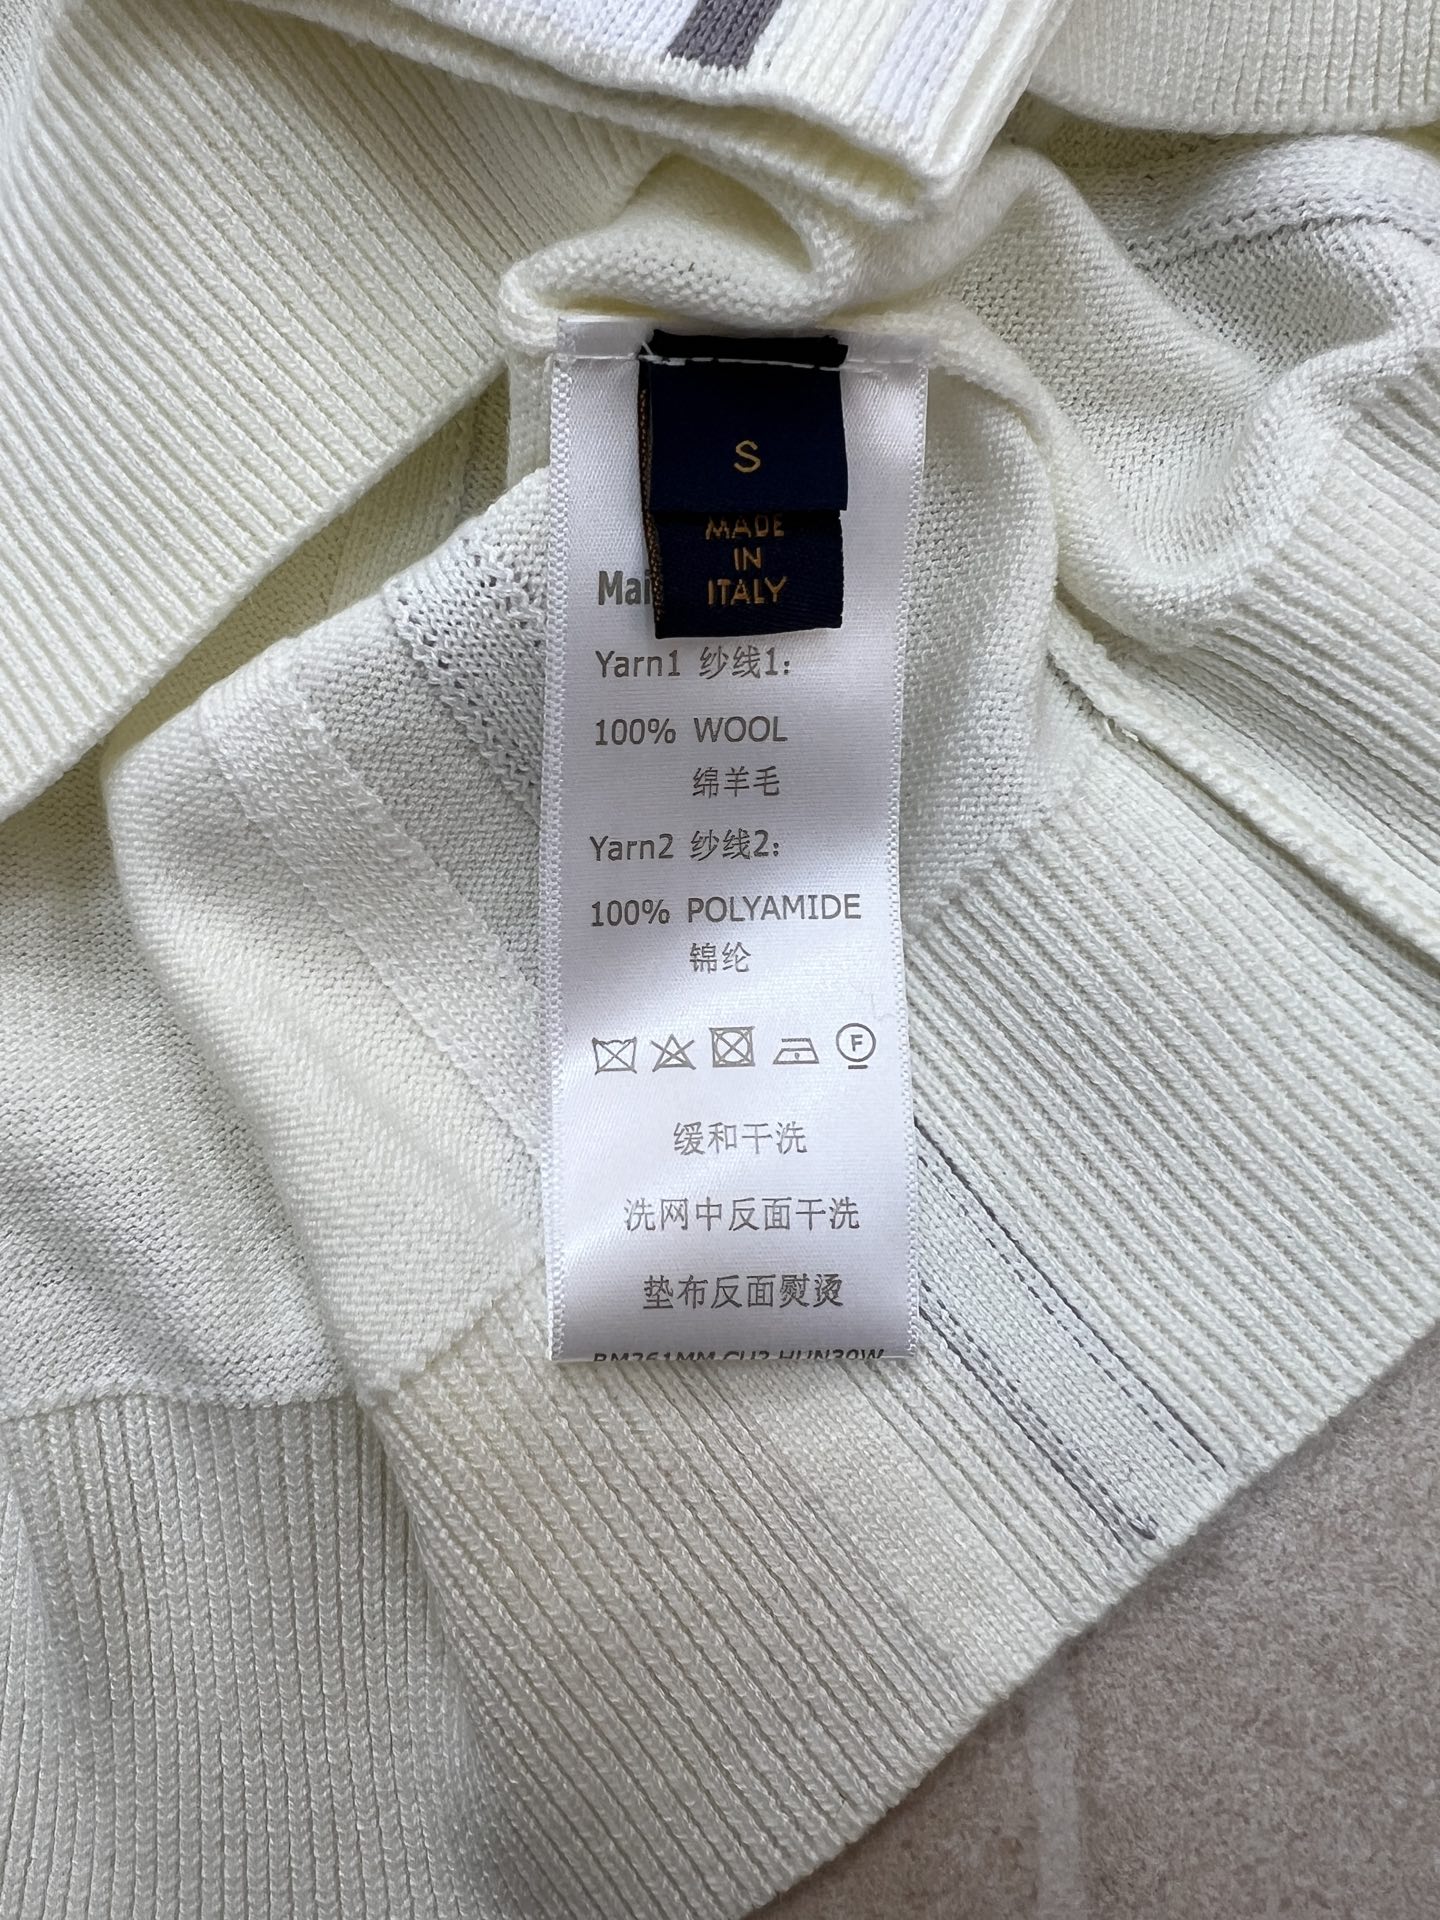 S
MADE
IN
ITALY
Mai
Yarn1 纱线1:
100% WOOL
绵羊毛
Yarn2 纱线2:
100% POLYAMIDE
锦纶
F
缓和干洗
洗网中反面干洗
垫布反面熨烫